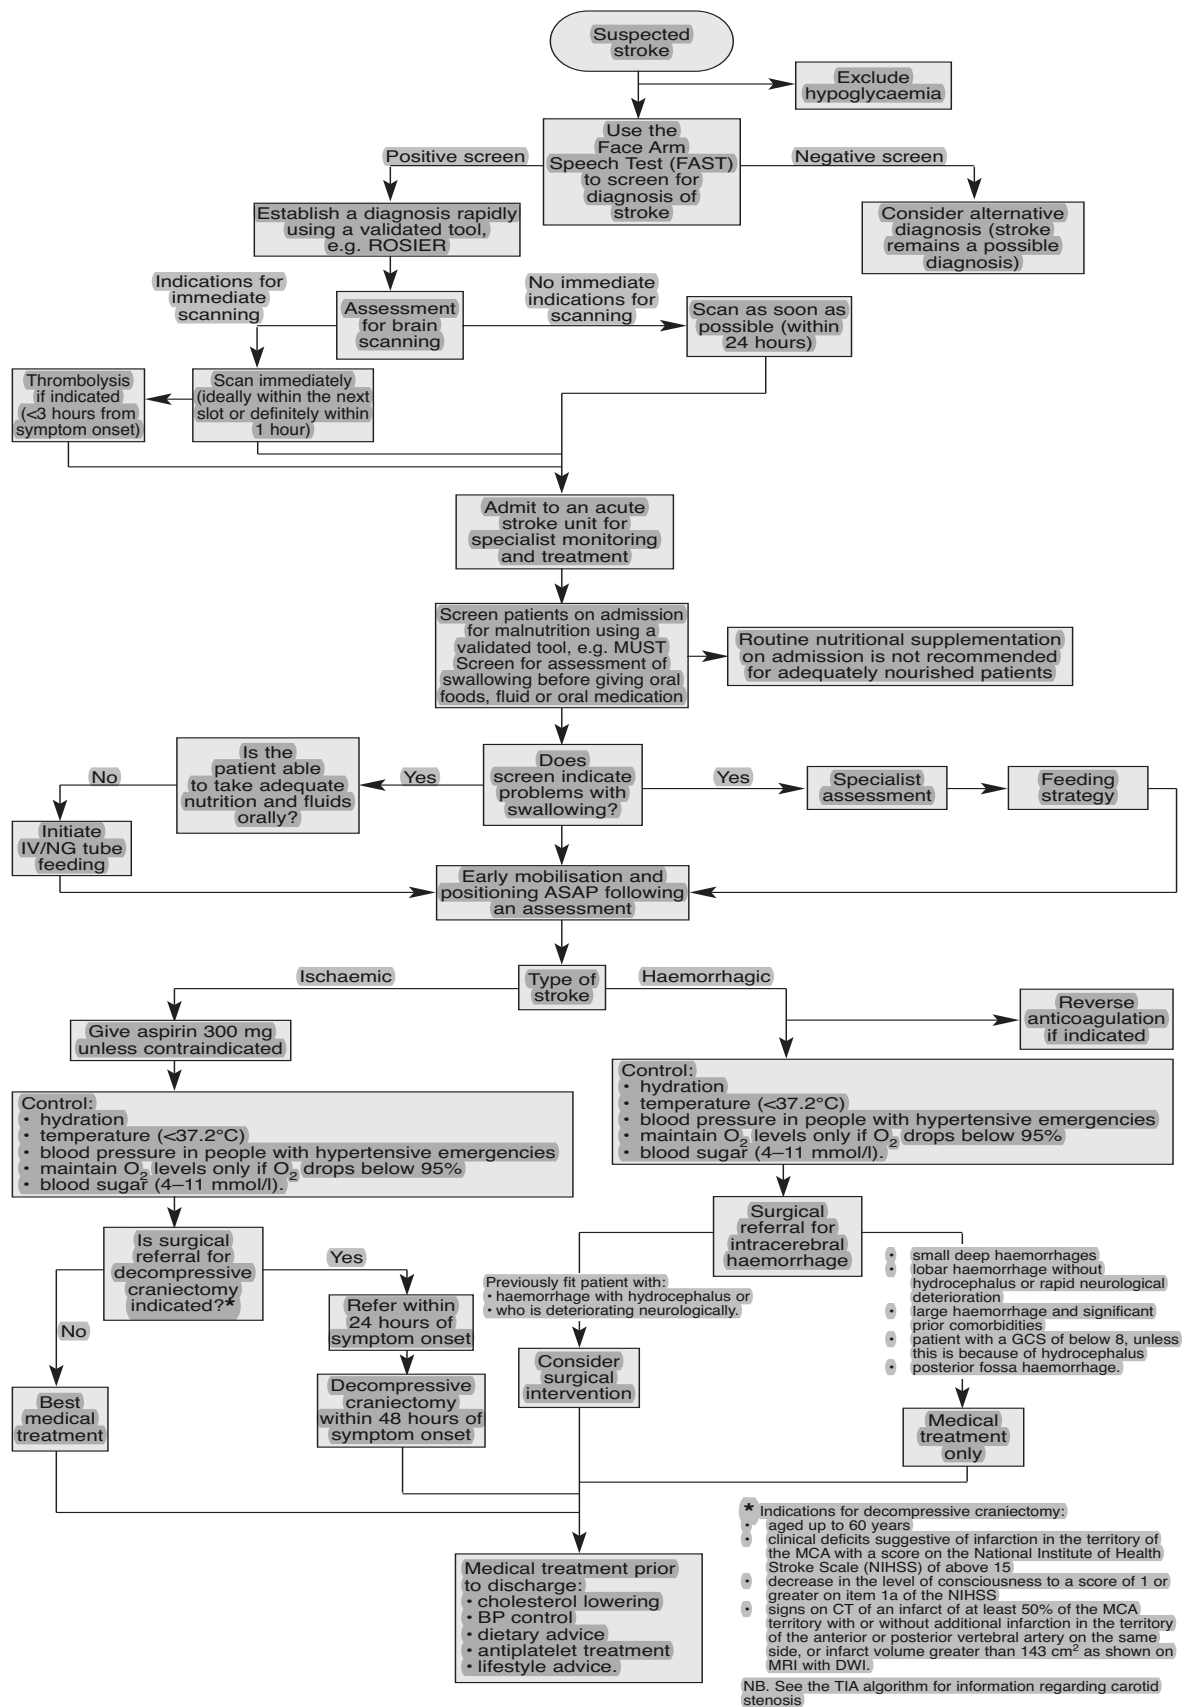 Suspected
stroke
Exclude
hypoglycaemia
Use the
Face Arm
Speech Test (FAST)
to screen for
diagnosis of
stroke
Positive screen
Negative screen
Establish a diagnosis rapidly
using a validated tool,
e.g. ROSIER
Consider alternative
diagnosis (stroke
remains a possible
diagnosis)
Indications for
immediate
scanning
Assessment
for brain
scanning
No immediate
indications for
scanning
Scan as soon as
possible (within
24 hours)
Thrombolysis
if indicated
(<3 hours from
symptom onset)
Scan immediately
(ideally within the next
slot or definitely within
1 hour)
Admit to an acute
stroke unit for
specialist monitoring
and treatment
Screen patients on admission
for malnutrition using a
validated tool, e.g. MUST
Screen for assessment of
swallowing before giving oral
foods, fluid or oral medication
Routine nutritional supplementation
on admission is not recommended
for adequately nourished patients
Is the
patient able
to take adequate
nutrition and fluids
orally?
No
Yes
Does
screen indicate
problems with
swallowing?
Yes
Specialist
assessment
Feeding
strategy
Initiate
IV/NG tube
feeding
Early mobilisation and
positioning ASAP following
an assessment
Type of
stroke
Ischaemic
Haemorrhagic
Give aspirin 300 mg
unless contraindicated
Reverse
anticoagulation
if indicated
Control:
• hydration
• temperature (<37.2°C)
• blood pressure in people with hypertensive emergencies
• maintain O2 levels only if O2 drops below 95%
• blood sugar (4–11 mmol/l).
Control:
• hydration
• temperature (<37.2°C)
• blood pressure in people with hypertensive emergencies
• maintain O2 levels only if O2 drops below 95%
• blood sugar (4–11 mmol/l).
Is surgical
referral for
decompressive
craniectomy
indicated?*
Yes
No
Refer within
24 hours of
symptom onset
Best
medical
treatment
Decompressive
craniectomy
within 48 hours of
symptom onset
Surgical
referral for
intracerebral
haemorrhage
Previously fit patient with:
• haemorrhage with hydrocephalus or
• who is deteriorating neurologically.
Consider
surgical
intervention
• small deep haemorrhages
• lobar haemorrhage without
hydrocephalus or rapid neurological
deterioration
• large haemorrhage and significant
prior comorbidities
• patient with a GCS of below 8, unless
this is because of hydrocephalus
• posterior fossa haemorrhage.
Medical
treatment
only
Medical treatment prior
to discharge:
• cholesterol lowering
• BP control
• dietary advice
• antiplatelet treatment
• lifestyle advice.
* Indications for decompressive craniectomy:
• aged up to 60 years
• clinical deficits suggestive of infarction in the territory of
the MCA with a score on the National Institute of Health
Stroke Scale (NIHSS) of above 15
• decrease in the level of consciousness to a score of 1 or
greater on item 1a of the NIHSS
• signs on CT of an infarct of at least 50% of the MCA
territory with or without additional infarction in the territory
of the anterior or posterior vertebral artery on the same
side, or infarct volume greater than 143 cm2 as shown on
MRI with DWI.
NB. See the TIA algorithm for information regarding carotid
stenosis